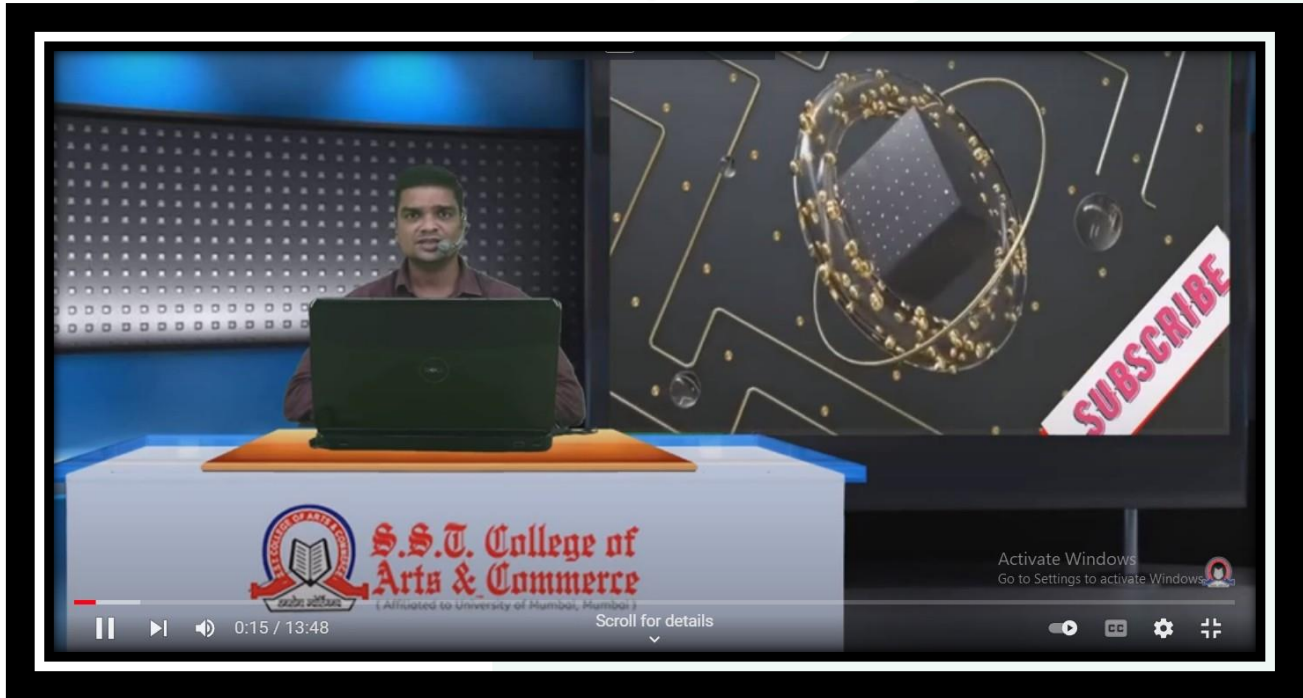 SUBSCRIBE
S.S.T. College of
Arts & Commerce
( Affiliated to University of Mumbai, Mumbai )
Activate Windows
Go to Settings to activate Windows.
0:15 / 13:48
Scroll for details
CC